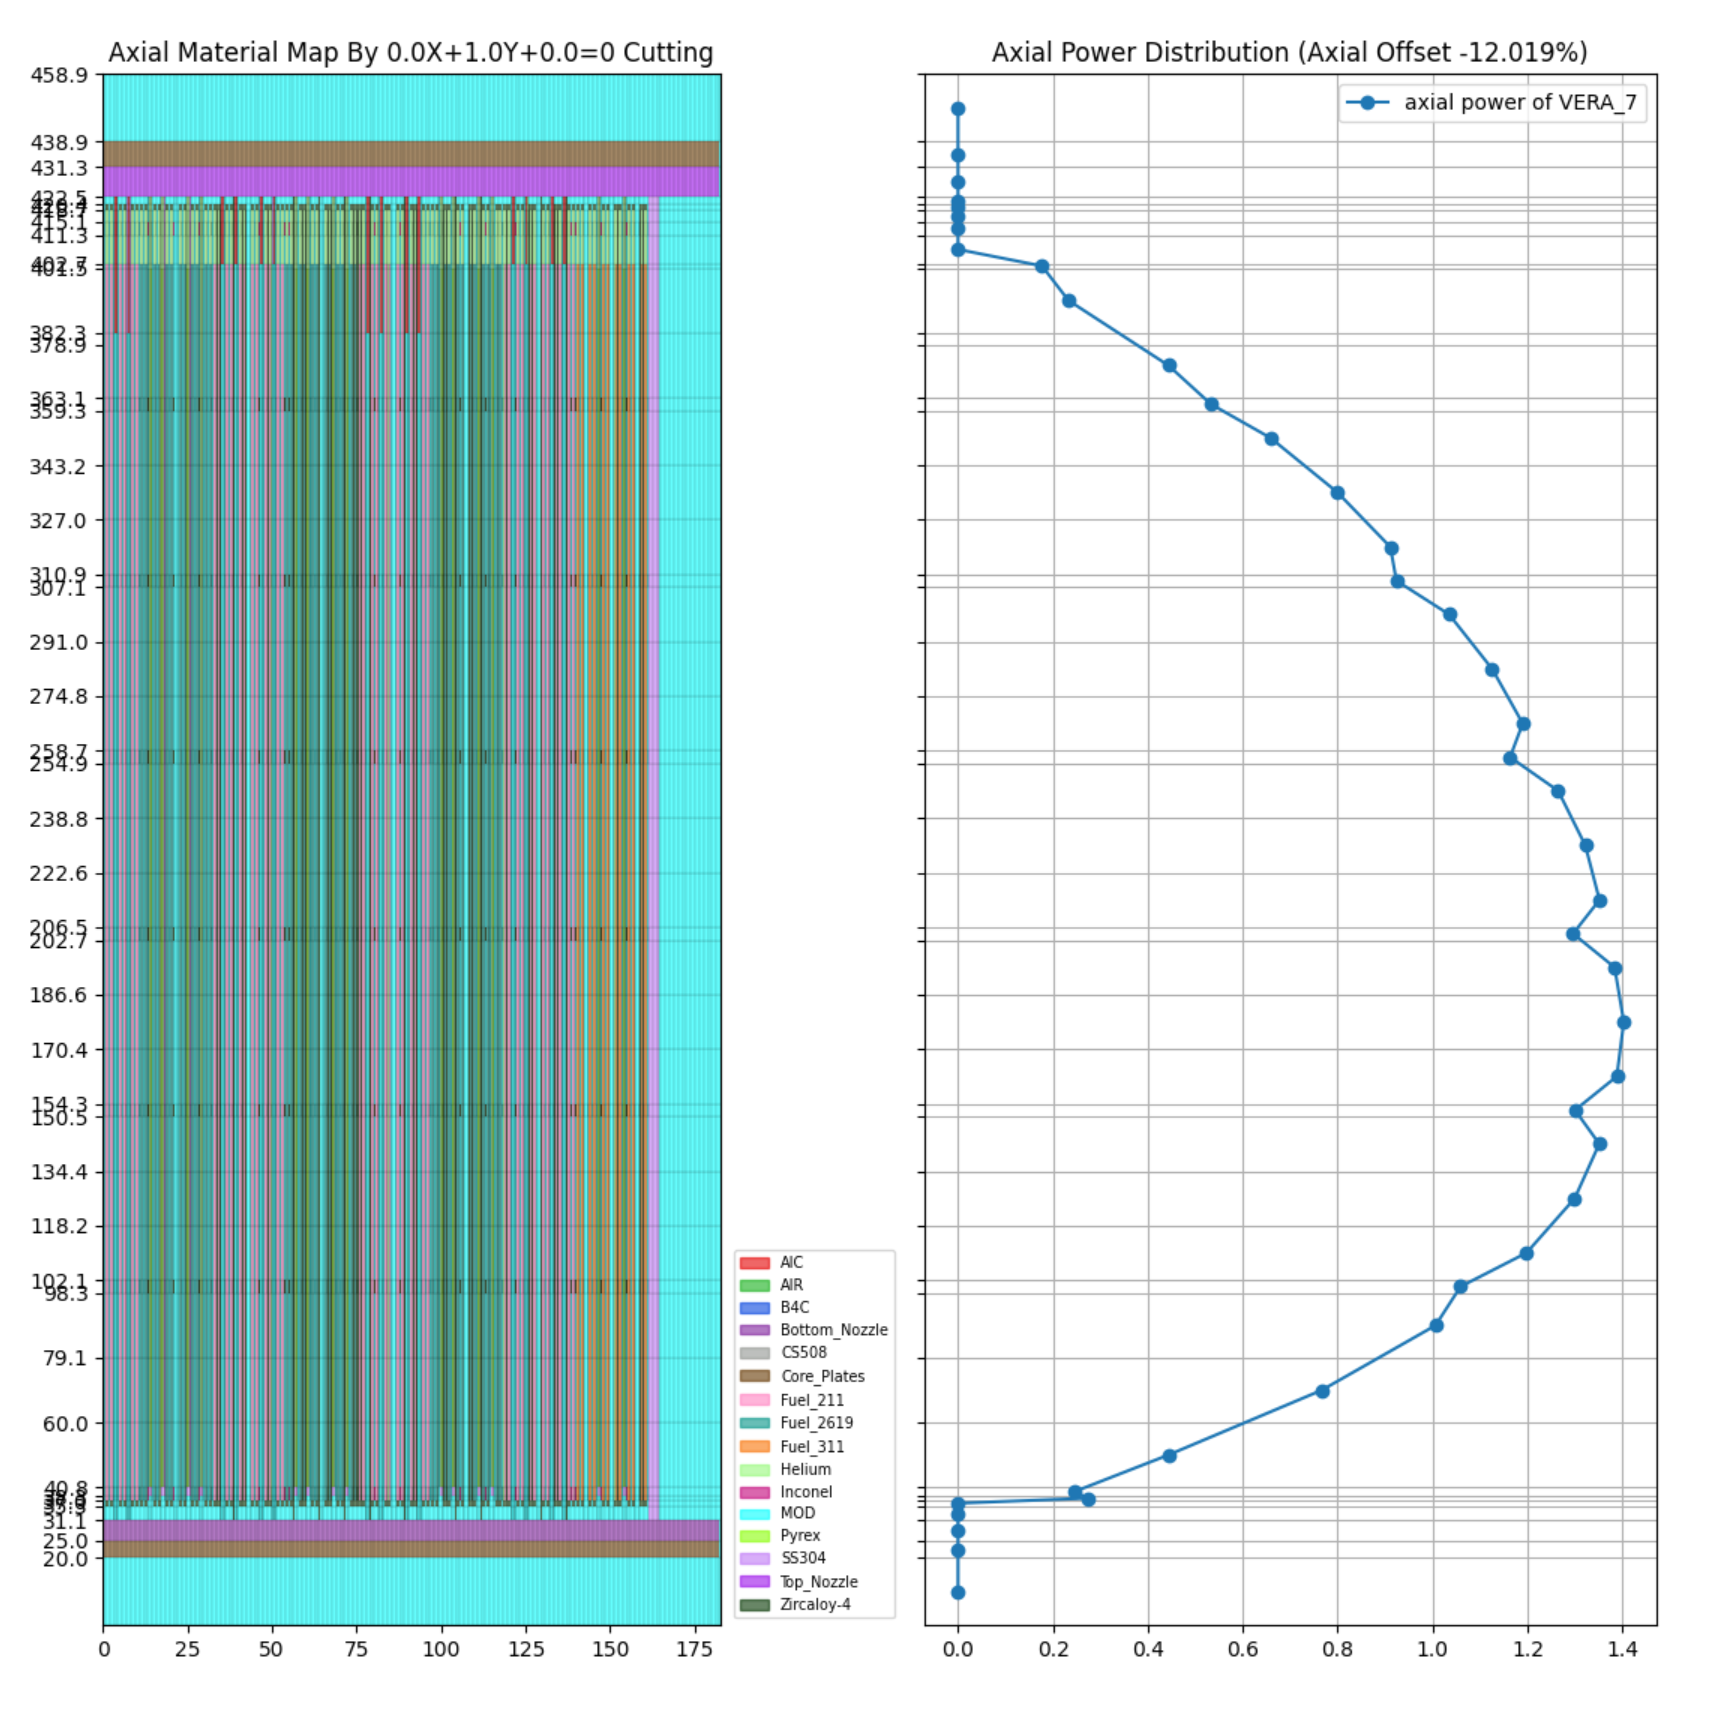 Axial Material Map By 0.0X+1.0Y+0.0=0 Cutting
458.9
438.9
431.3
415.1
411.3
402.7
401.5
382.3
378.9
363.1
359.3
343.2
327.0
310.9
307.1
291.0
274.8
258.7
254.9
238.8
222.6
206.5
202.7
186.6
170.4
154.3
150.5
134.4
118.2
102.1
98.3
79.1
60.0
40.8
31.1
25.0
20.0
0 25 50 75 100 125 150 175
AIC
AIR
B4C
Bottom_Nozzle
CS508
Core_Plates
Fuel_211
Fuel_2619
Fuel_311
Helium
Inconel
MOD
Pyrex
SS304
Top_Nozzle
Zircaloy-4
Axial Power Distribution (Axial Offset -12.019%)
axial power of VERA_7
0.0 0.2 0.4 0.6 0.8 1.0 1.2 1.4